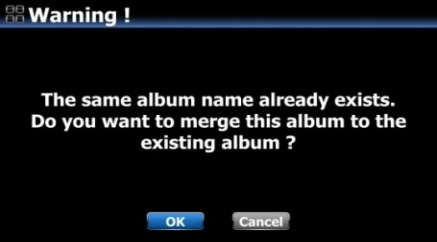 Warning !
The same album name already exists.
Do you want to merge this album to the
existing album ?
OK
Cancel